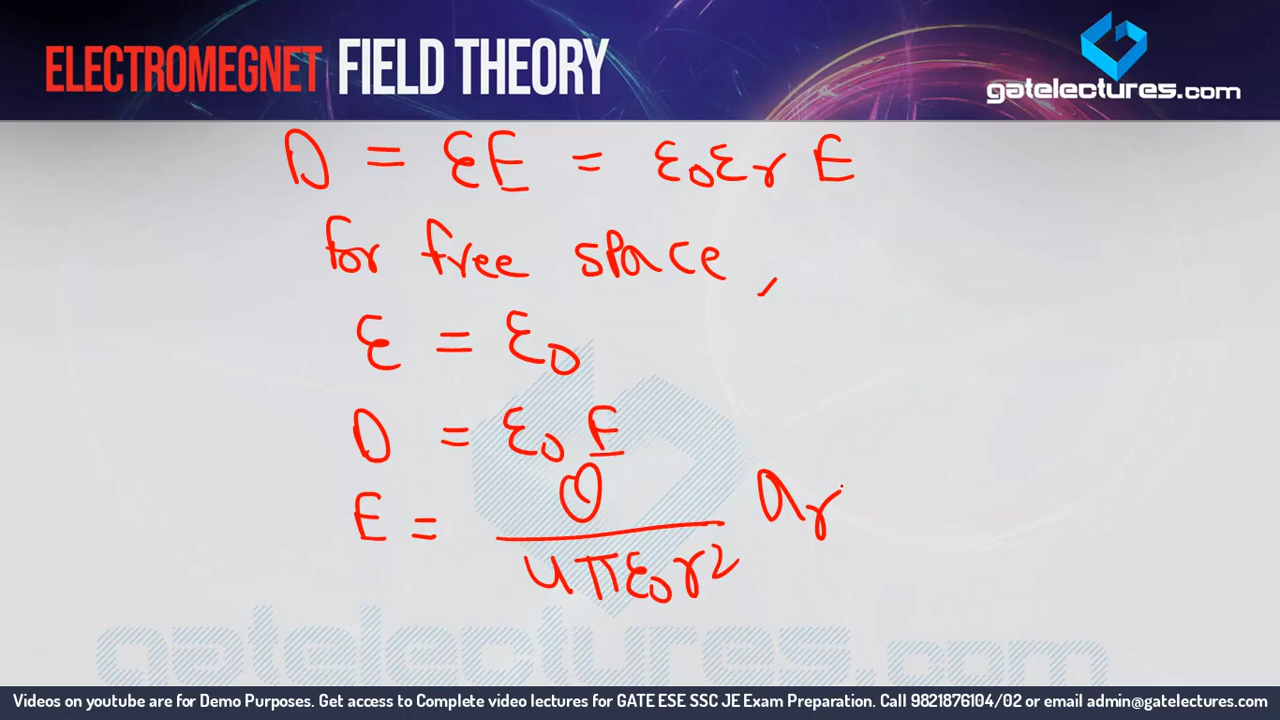 ELECTROMEGNET FIELD THEORY
gatelectures.com
D = εE = ε0εr E
for free space,
ε = ε0
D = ε0 E
E = Q / 4πε0r2 ar
gatelectures.com
Videos on youtube are for Demo Purposes. Get access to Complete video lectures for GATE ESE SSC JE Exam Preparation. Call 9821876104/02 or email admin@gatelectures.com